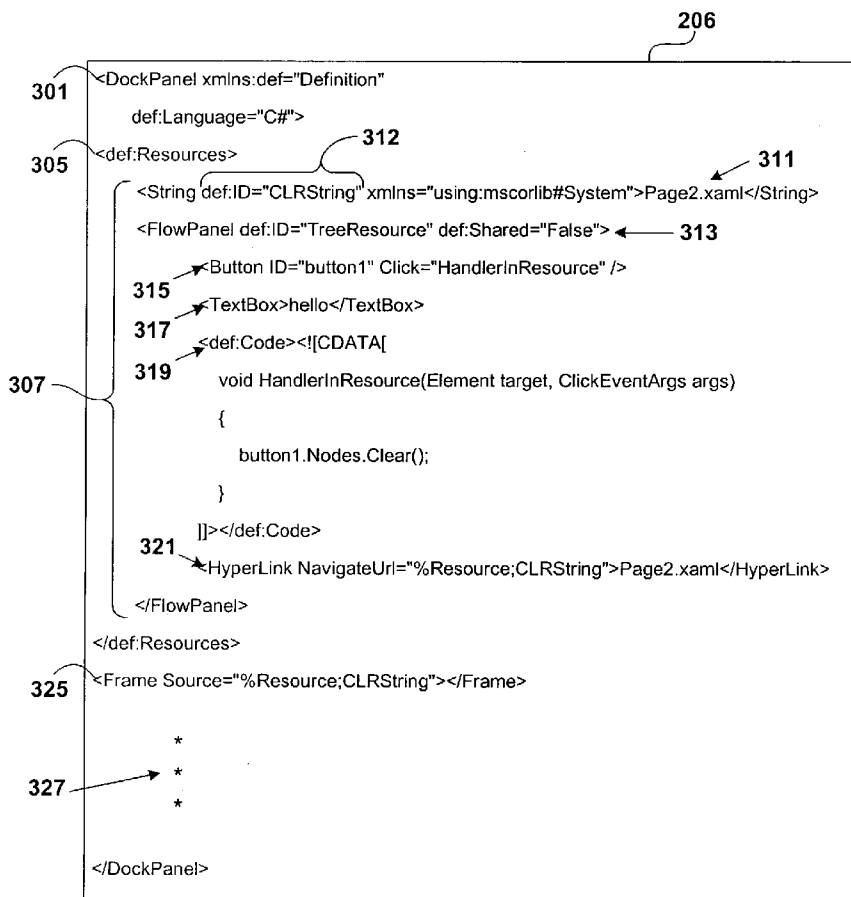 206
301 <DockPanel xmlns:def="Definition"
def:Language="C#">
312
305 <def:Resources>
311
<String def:ID="CLRString" xmlns="using:mscorlib#System">Page2.xaml</String>
<FlowPanel def:ID="TreeResource" def:Shared="False"> 313
315 <Button ID="button1" Click="HandlerInResource" />
317 <TextBox>hello</TextBox>
319 <def:Code><![CDATA[
307 void HandlerInResource(Element target, ClickEventArgs args)
{
button1.Nodes.Clear();
}
]]></def:Code>
321
<HyperLink NavigateUrl="%Resource;CLRString">Page2.xaml</HyperLink>
</FlowPanel>
</def:Resources>
325 <Frame Source="%Resource;CLRString"></Frame>
*
327 *
*
</DockPanel>